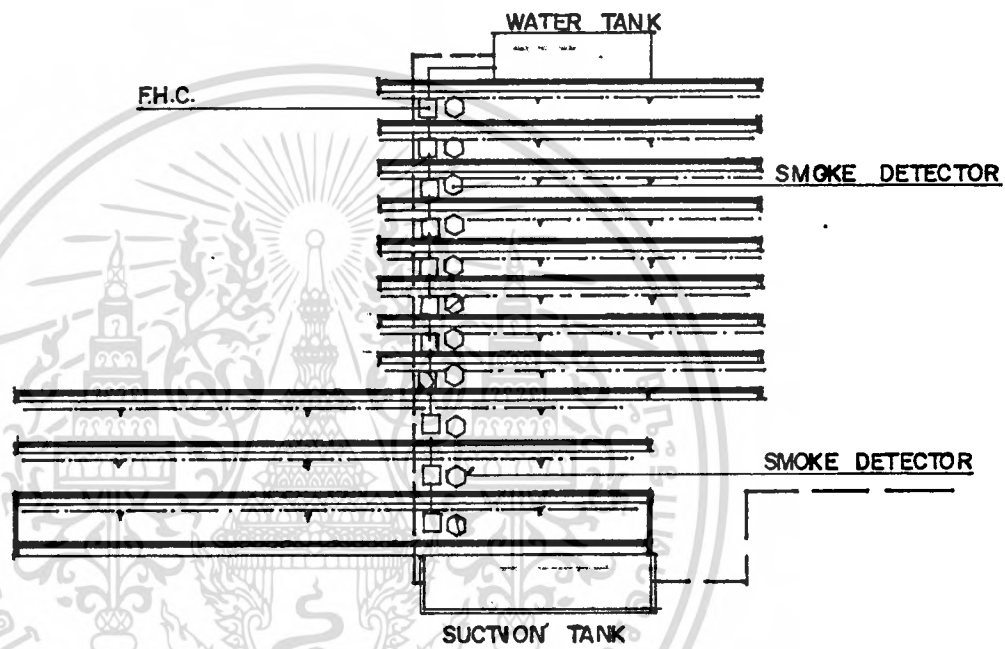 WATER TANK
F.H.C.
SMOKE DETECTOR
SMOKE DETECTOR
SUCTION TANK